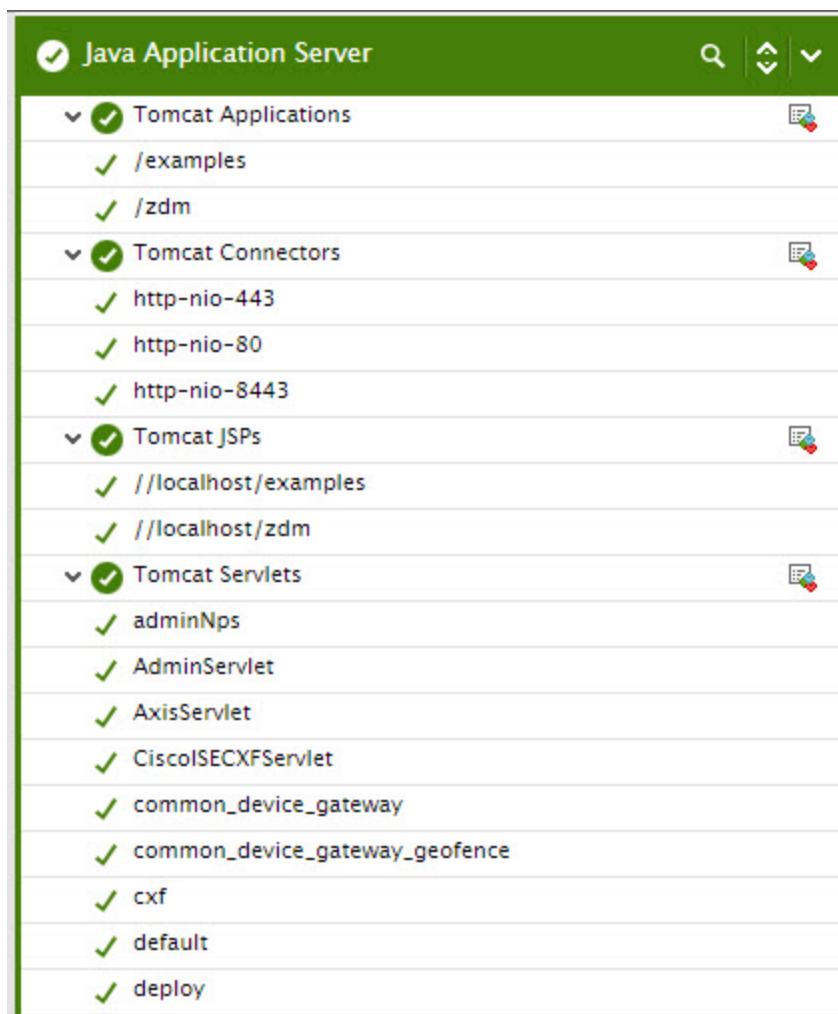 Java Application Server
Tomcat Applications
/examples
/zdm
Tomcat Connectors
http-nio-443
http-nio-80
http-nio-8443
Tomcat JSPs
//localhost/examples
//localhost/zdm
Tomcat Servlets
adminNps
AdminServlet
AxisServlet
CiscoISECXFServlet
common_device_gateway
common_device_gateway_geofence
cxf
default
deploy